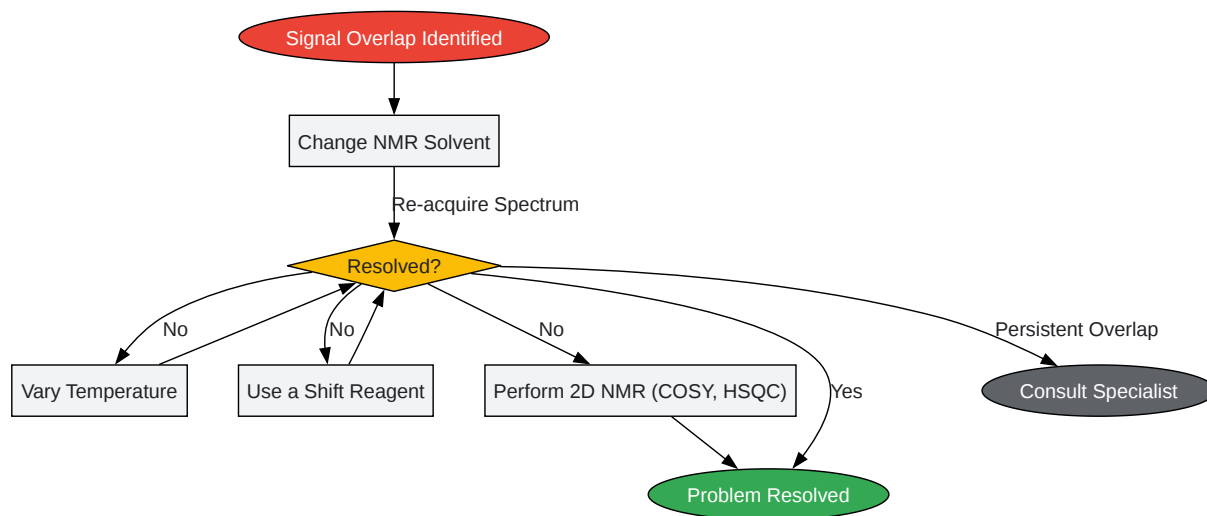 Signal Overlap Identified
Change NMR Solvent
Re-acquire Spectrum
Resolved?
No
No
No
Persistent Overlap
Vary Temperature
Use a Shift Reagent
Perform 2D NMR (COSY, HSQC)
Yes
Consult Specialist
Problem Resolved